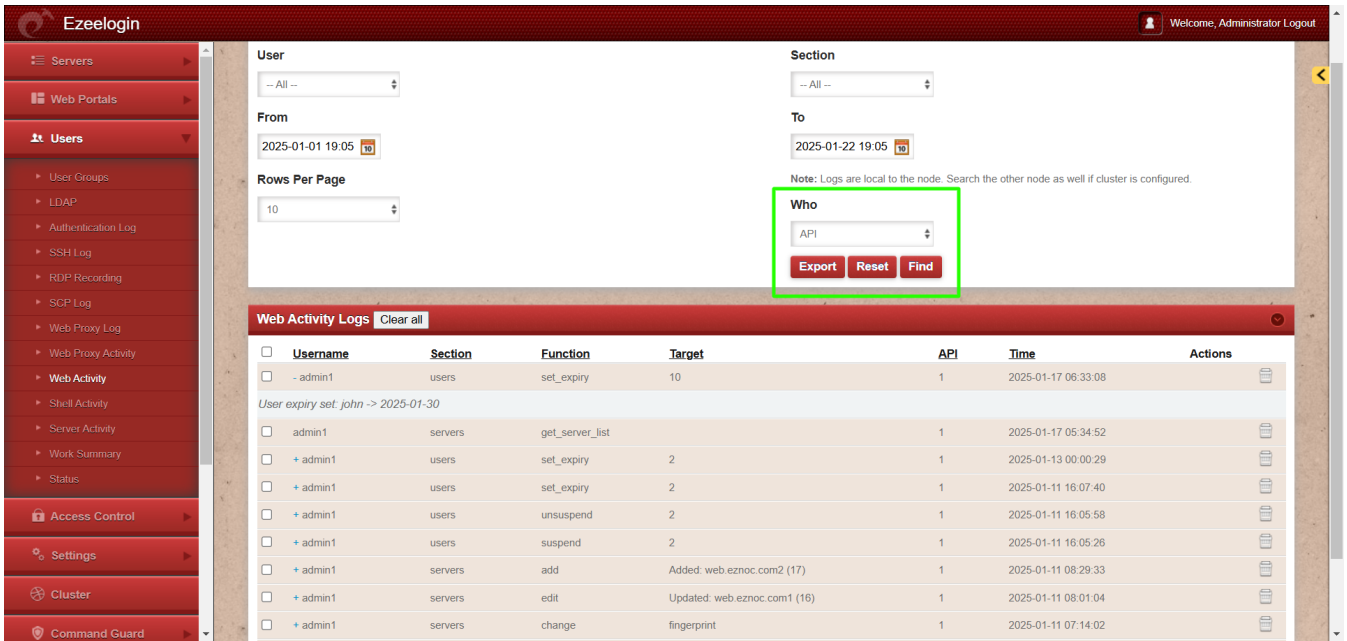 Ezeelogin
Welcome, Administrator Logout
Servers
Web Portals
Users
User Groups
LDAP
Authentication Log
SSH Log
RDP Recording
SCP Log
Web Proxy Log
Web Proxy Activity
Web Activity
Shell Activity
Server Activity
Work Summary
Status
Access Control
Settings
Cluster
Command Guard
User
Section
-- All --
-- All --
From
To
2025-01-01 19:05
10
2025-01-22 19:05
10
Rows Per Page
Note: Logs are local to the node. Search the other node as well if cluster is configured.
10
Who
API
Export Reset Find
Web Activity Logs Clear all
Username Section Function Target API Time Actions
- admin1 users set_expiry 10 1 2025-01-17 06:33:08
User expiry set: john -> 2025-01-30
admin1 servers get_server_list 1 2025-01-17 05:34:52
+ admin1 users set_expiry 2 1 2025-01-13 00:00:29
+ admin1 users set_expiry 2 1 2025-01-11 16:07:40
+ admin1 users unsuspend 2 1 2025-01-11 16:05:58
+ admin1 users suspend 2 1 2025-01-11 16:05:26
+ admin1 servers add Added: web.eznoc.com2 (17) 1 2025-01-11 08:29:33
+ admin1 servers edit Updated: web.eznoc.com1 (16) 1 2025-01-11 08:01:04
+ admin1 servers change fingerprint 1 2025-01-11 07:14:02